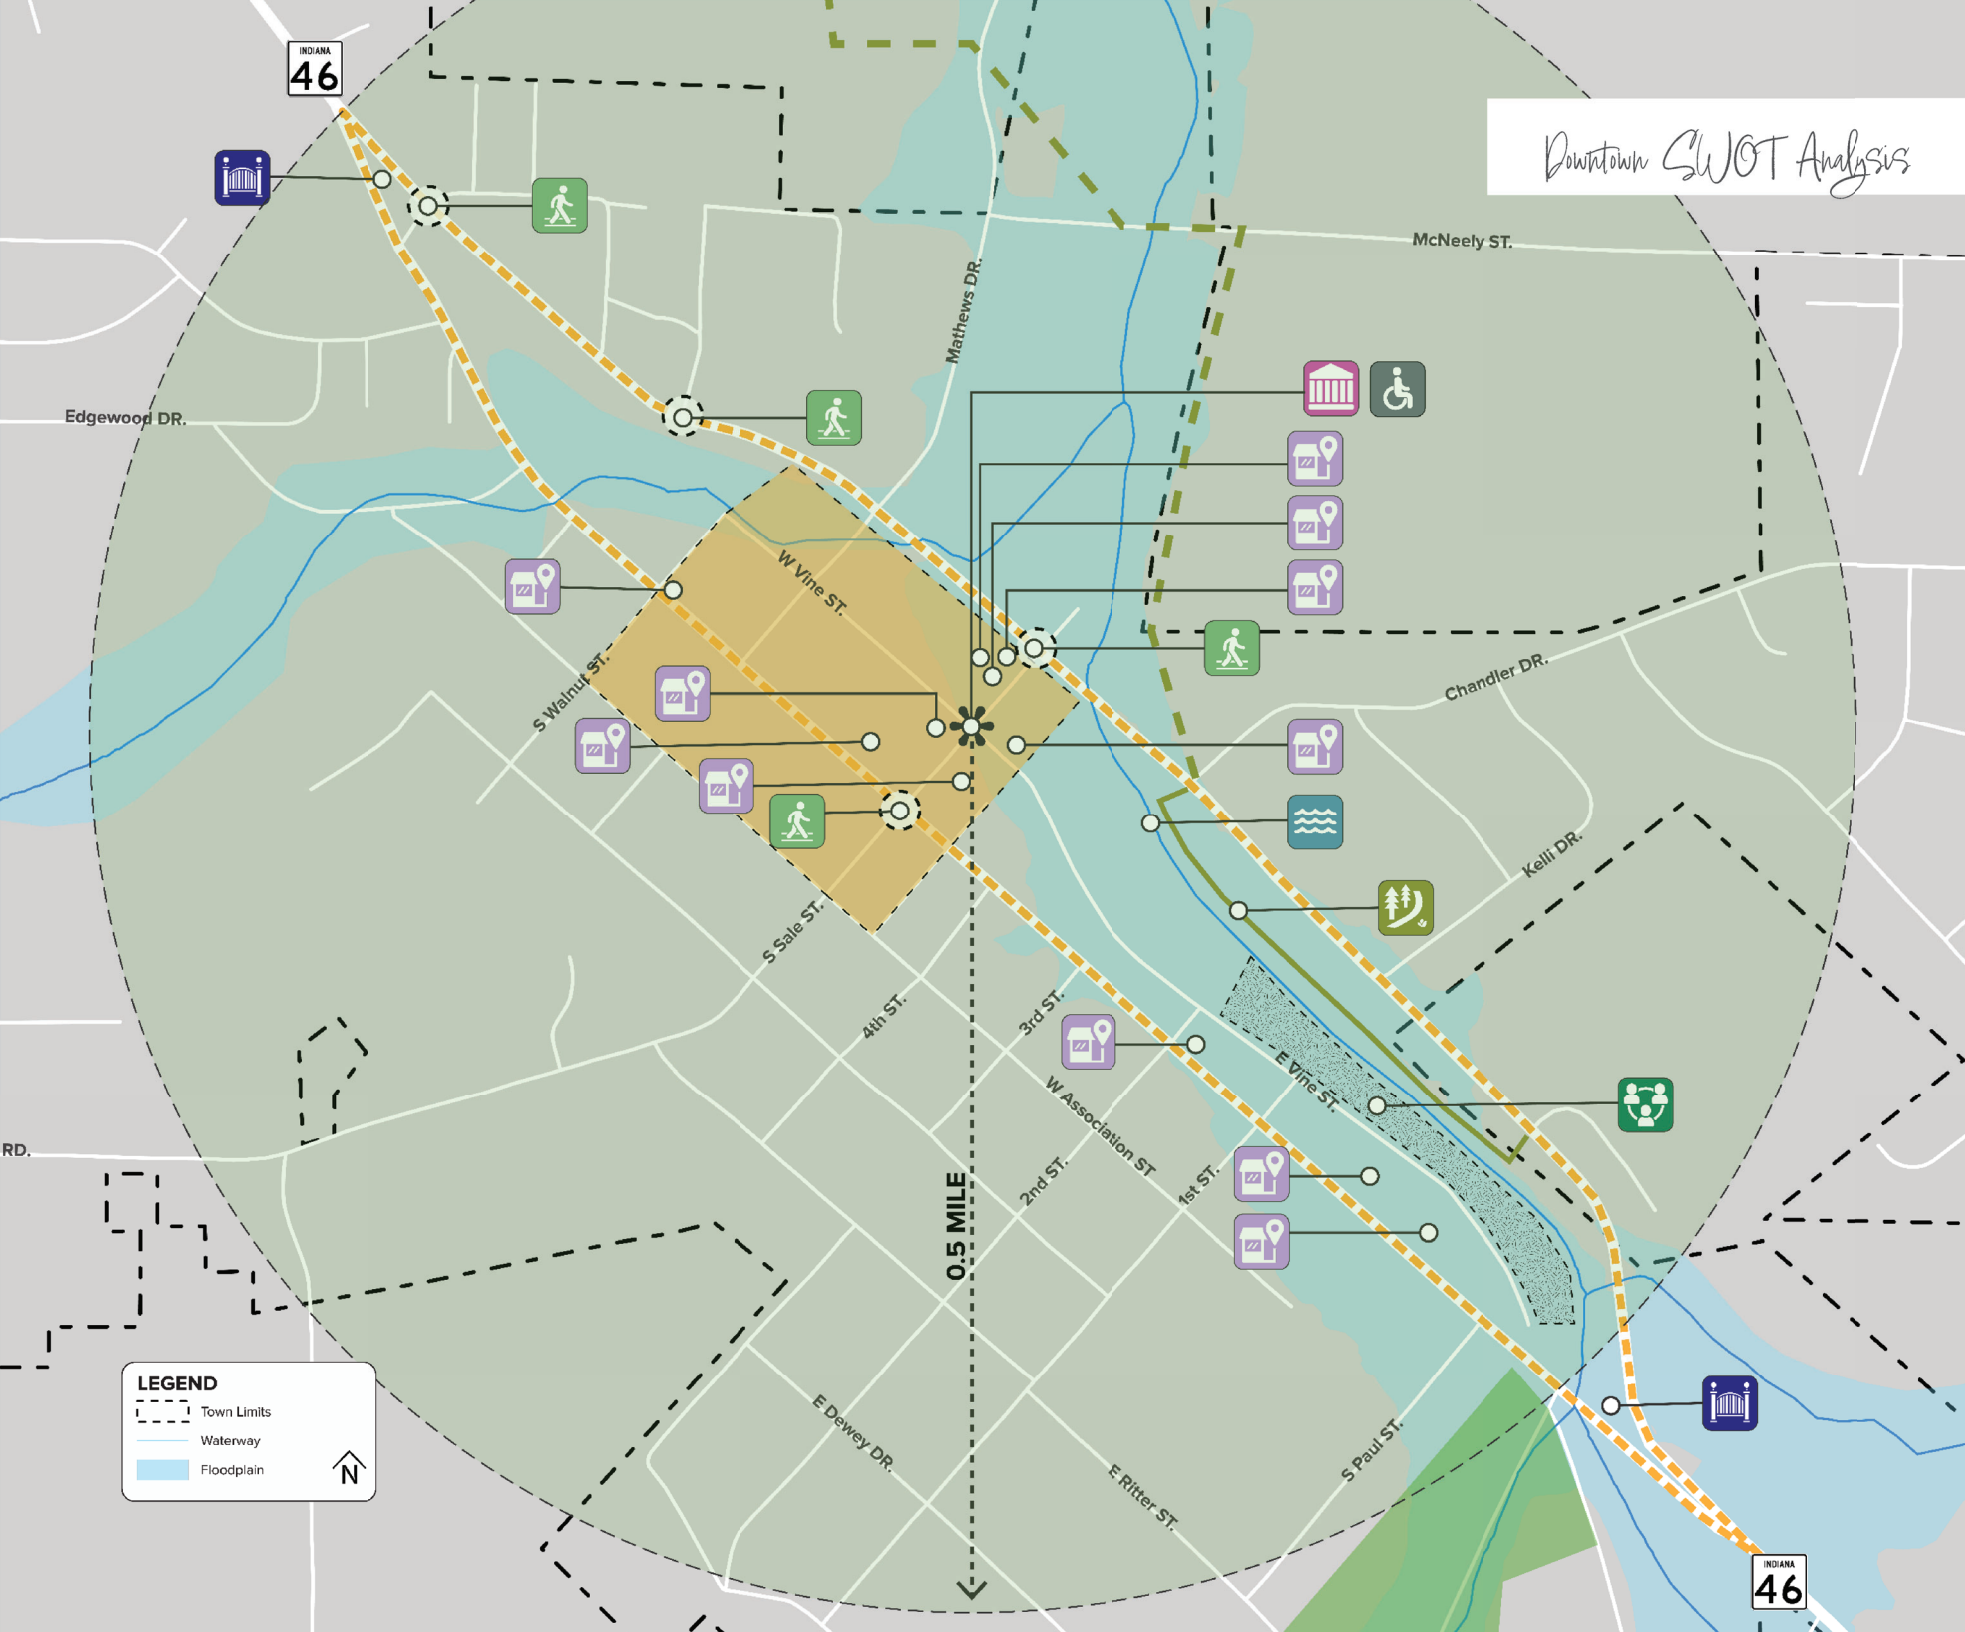 INDIANA
46
Downtown SWOT Analysis
McNeely ST.
Mathews DR.
Edgewood DR.
W Vine ST.
S Walnut ST.
Chandler DR.
Kelli DR.
S Sale ST.
4th ST.
3rd ST.
E Vine ST.
W Association ST
RD.
2nd ST.
1st ST.
0.5 MILE
LEGEND
Town Limits
Waterway
Floodplain
N
E Dewey DR.
E Ritter ST.
S Paul ST.
INDIANA
46